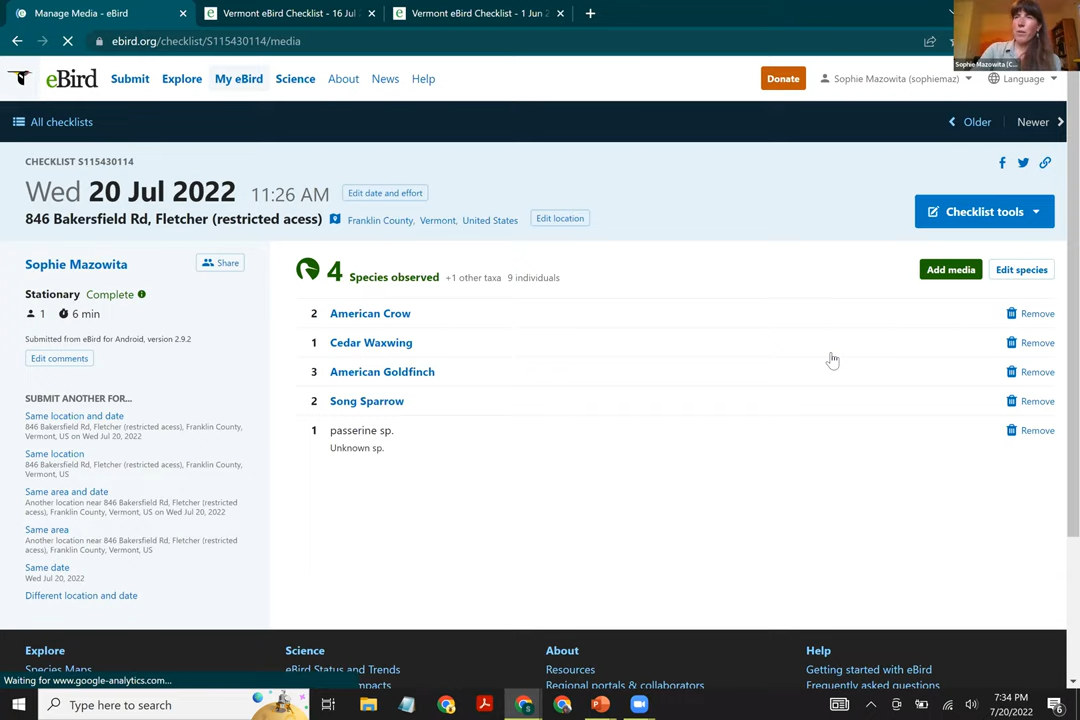 Manage Media - eBird
Vermont eBird Checklist - 16 Jul
Vermont eBird Checklist - 1 Jun 2
ebird.org/checklist/S115430114/media
Sophie Mazowita (C...
eBird
Submit
Explore
My eBird
Science
About
News
Help
Donate
Sophie Mazowita (sophiemaz)
Language
All checklists
Older
Newer
CHECKLIST S115430114
Wed 20 Jul 2022 11:26 AM
Edit date and effort
846 Bakersfield Rd, Fletcher (restricted acess)
Franklin County, Vermont, United States
Edit location
Checklist tools
Sophie Mazowita
Share
Stationary Complete
1 6 min
Submitted from eBird for Android, version 2.9.2
Edit comments
SUBMIT ANOTHER FOR...
Same location and date
846 Bakersfield Rd, Fletcher (restricted acess), Franklin County,
Vermont, US on Wed Jul 20, 2022
Same location
846 Bakersfield Rd, Fletcher (restricted acess), Franklin County,
Vermont, US
Same area and date
Another location near 846 Bakersfield Rd, Fletcher (restricted
acess), Franklin County, Vermont, US on Wed Jul 20, 2022
Same area
Another location near 846 Bakersfield Rd, Fletcher (restricted
acess), Franklin County, Vermont, US
Same date
Wed Jul 20, 2022
Different location and date
4 Species observed +1 other taxa 9 individuals
Add media
Edit species
2 American Crow Remove
1 Cedar Waxwing Remove
3 American Goldfinch Remove
2 Song Sparrow Remove
1 passerine sp. Remove
Unknown sp.
Explore
Species Maps
Science
eBird Status and Trends
impacts
About
Resources
Regional portals & collaborators
Help
Getting started with eBird
Frequently asked questions
Waiting for www.google-analytics.com...
Type here to search
7:34 PM
7/20/2022
6